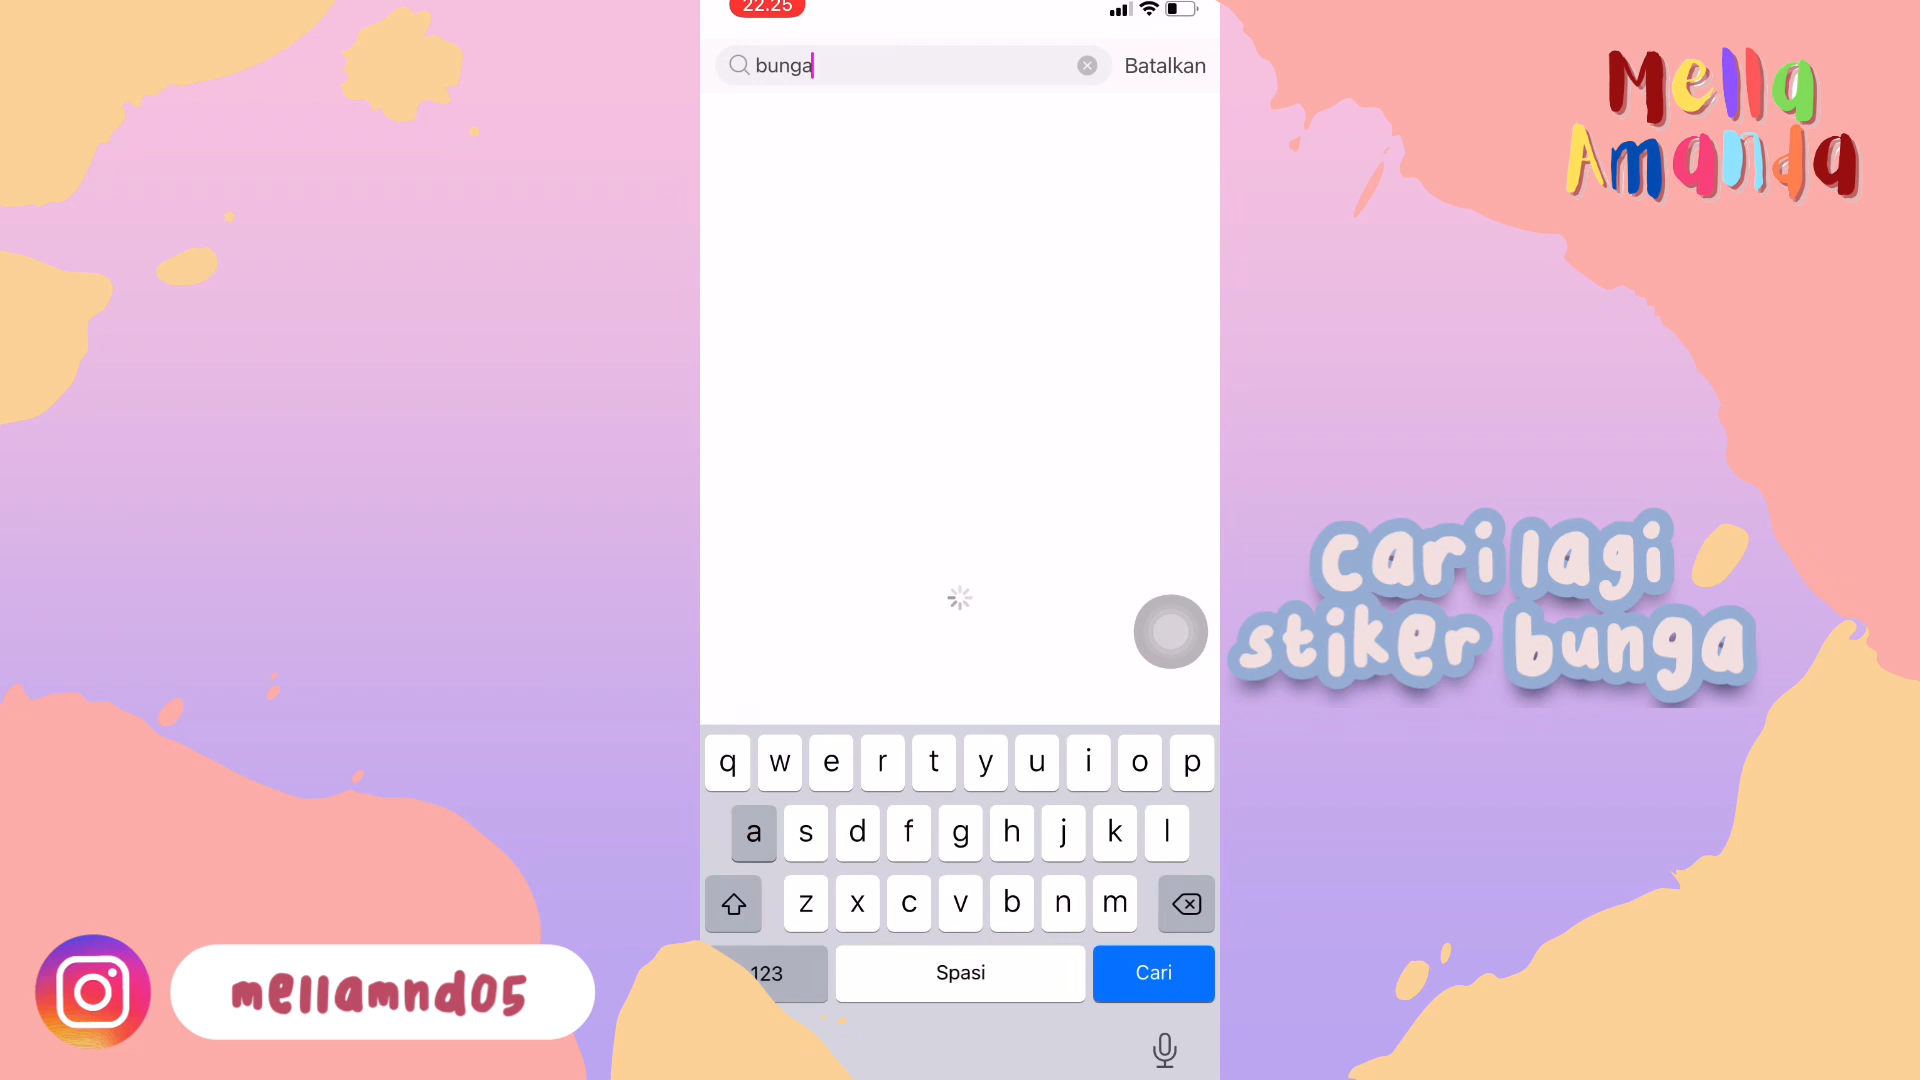 22.25
bunga
Batalkan
Mella
Amanda
cari lagi
stiker bunga
q w e r t y u i o p
a s d f g h j k l
z x c v b n m
123 Spasi Cari
mellamnd05